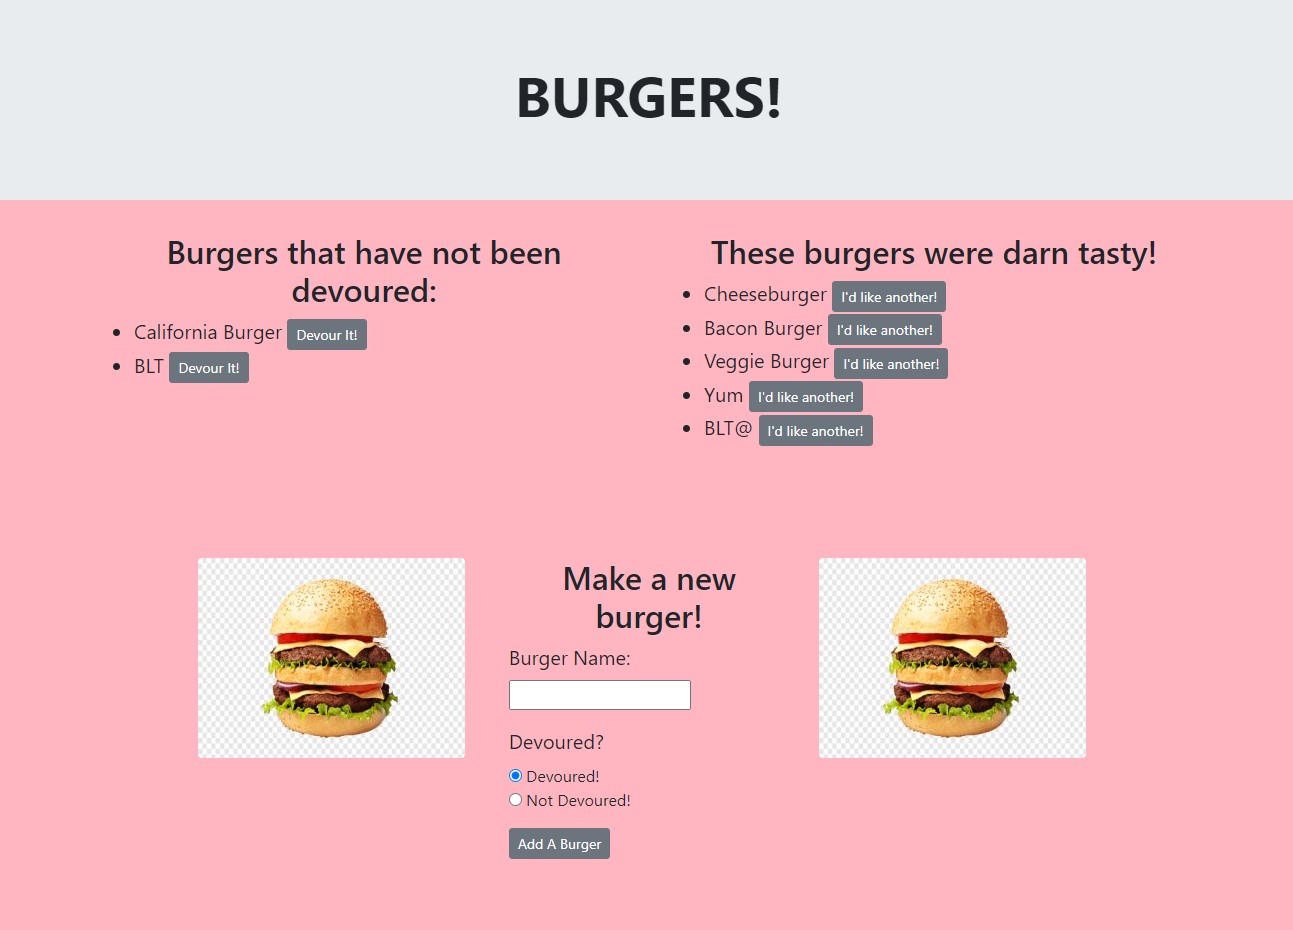 BURGERS!
Burgers that have not been
devoured:
California Burger Devour It!
BLT Devour It!
These burgers were darn tasty!
Cheeseburger I'd like another!
Bacon Burger I'd like another!
Veggie Burger I'd like another!
Yum I'd like another!
BLT@ I'd like another!
Make a new
burger!
Burger Name:
Devoured?
Devoured!
Not Devoured!
Add A Burger